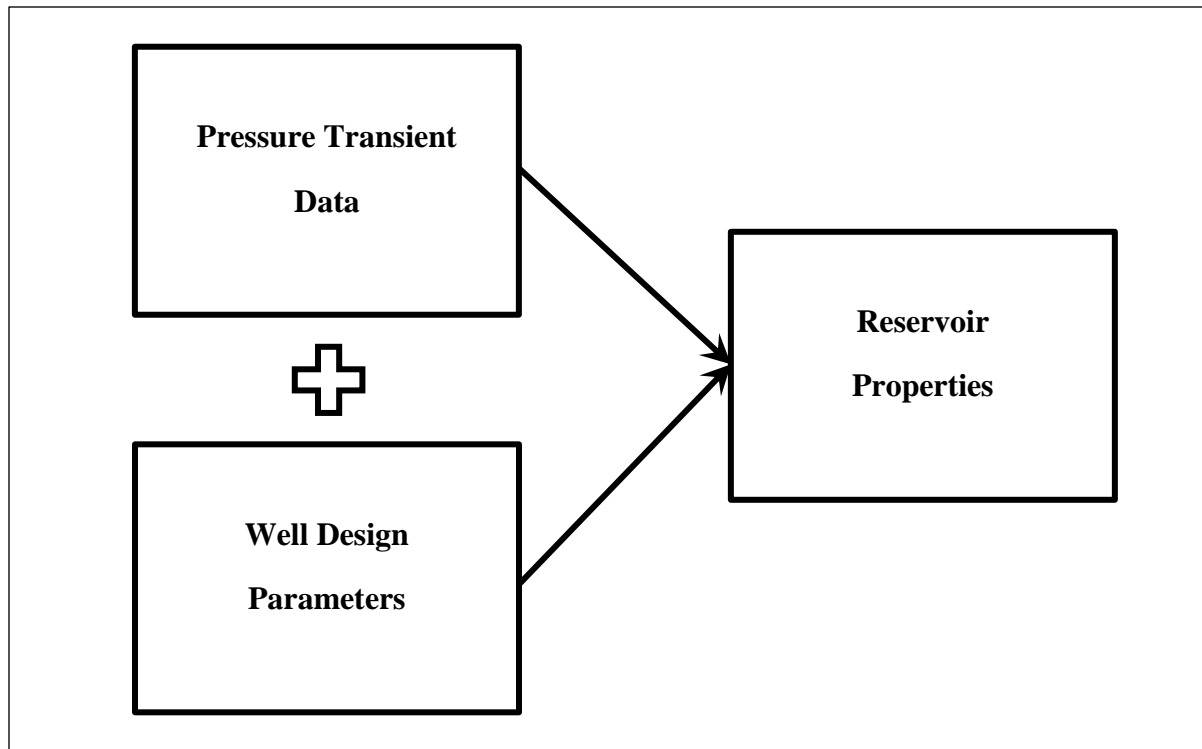 Pressure Transient
Data
Well Design
Parameters
Reservoir
Properties